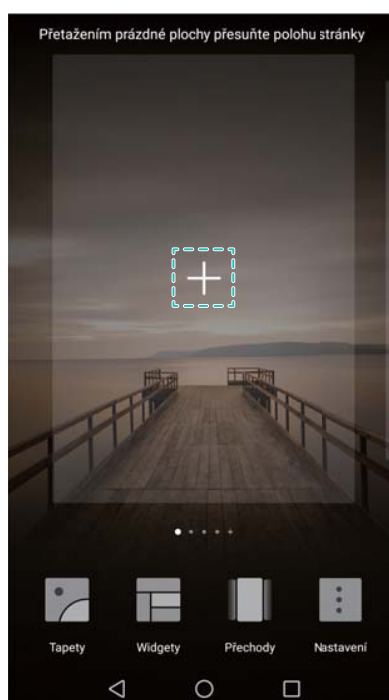 Přetažením prázdné plochy přesuňte polohu stránky
Tapety
Widgety
Přechody
Nastavení